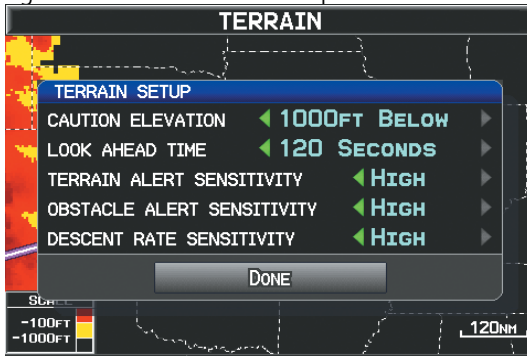 TERRAIN
TERRAIN SETUP
CAUTION ELEVATION 1000FT BELOW
LOOK AHEAD TIME 120 SECONDS
TERRAIN ALERT SENSITIVITY HIGH
OBSTACLE ALERT SENSITIVITY HIGH
DESCENT RATE SENSITIVITY HIGH
DONE
SCALE
-100FT
-1000FT
120NM